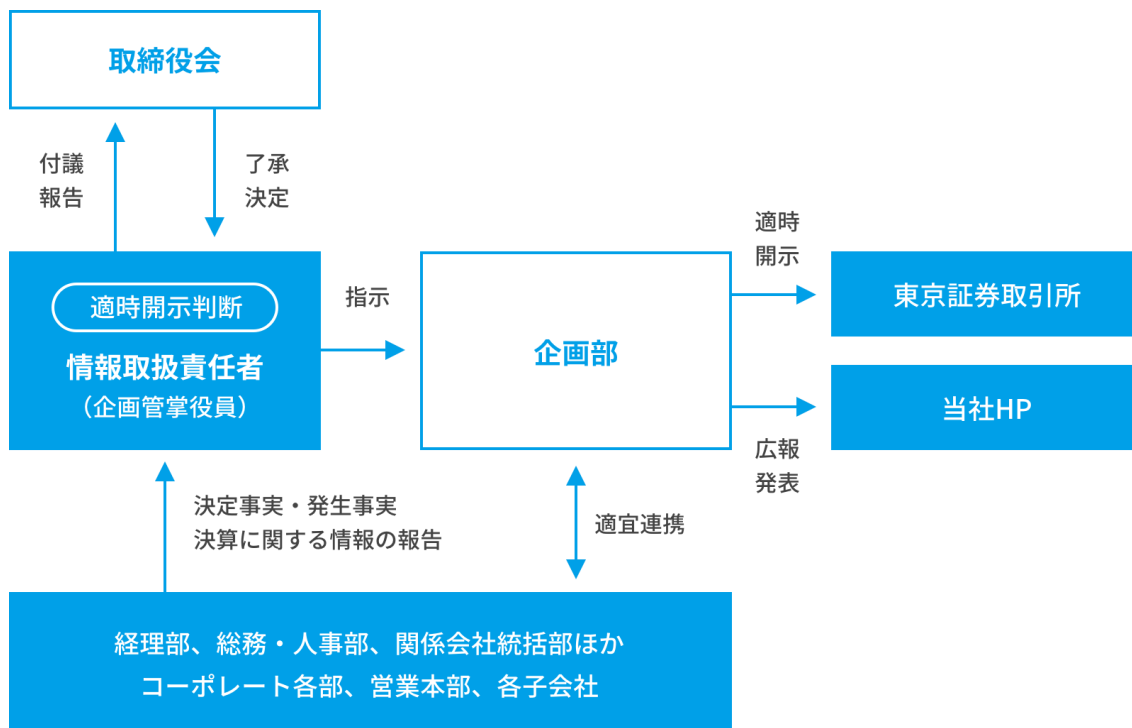 取締役会
付議
報告
了承
決定
適時開示判断
情報取扱責任者
（企画管掌役員）
指示
企画部
適時
開示
東京証券取引所
当社HP
広報
発表
決定事実・発生事実
決算に関する情報の報告
適宜連携
経理部、総務・人事部、関係会社統括部ほか
コーポレート各部、営業本部、各子会社